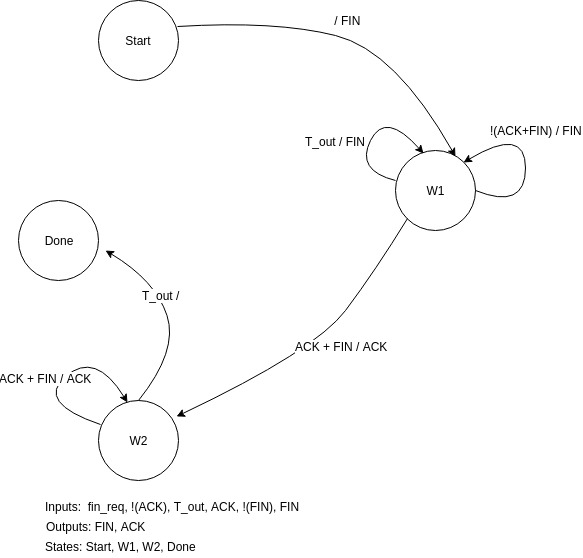 / FIN
Start
!(ACK+FIN) / FIN
T_out / FIN
W1
Done
T_out /
ACK + FIN / ACK
ACK + FIN / ACK
W2
Inputs: fin_req, !(ACK), T_out, ACK, !(FIN), FIN
Outputs: FIN, ACK
States: Start, W1, W2, Done